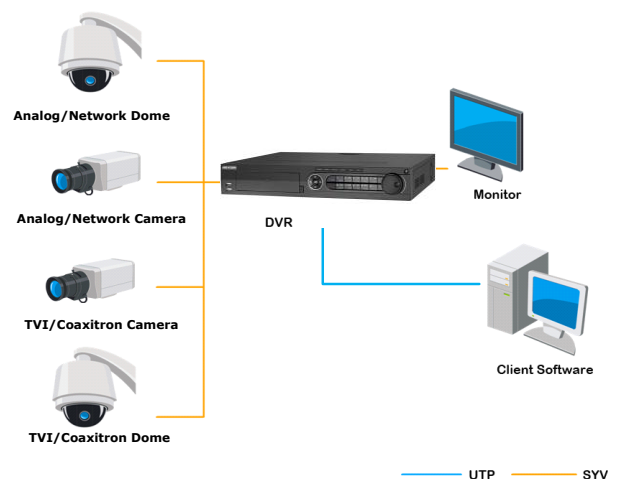 Analog/Network Dome
Analog/Network Camera
DVR
Monitor
TVI/Coaxitron Camera
Client Software
TVI/Coaxitron Dome
UTP
SYV